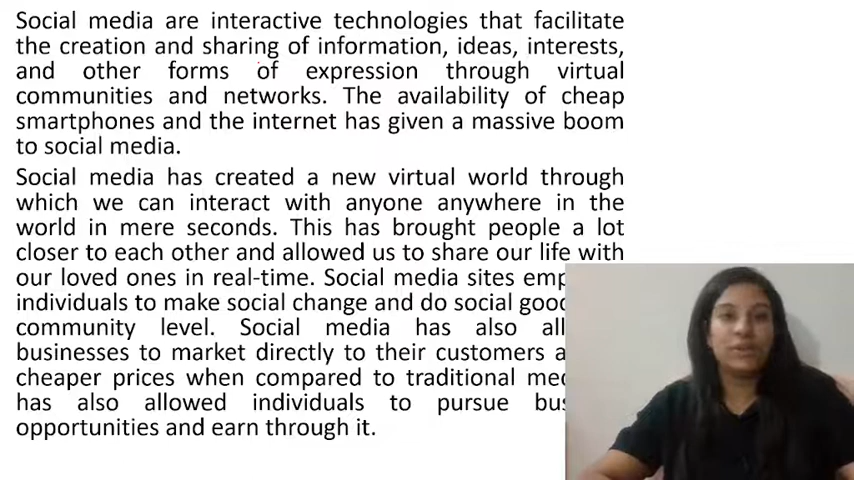 Social media are interactive technologies that facilitate
the creation and sharing of information, ideas, interests,
and other forms of expression through virtual
communities and networks. The availability of cheap
smartphones and the internet has given a massive boom
to social media.
Social media has created a new virtual world through
which we can interact with anyone anywhere in the
world in mere seconds. This has brought people a lot
closer to each other and allowed us to share our life with
our loved ones in real-time. Social media sites
individuals to make social change and do social
community level. Social media has also
businesses to market directly to their customers
cheaper prices when compared to traditional
has also allowed individuals to pursue
opportunities and earn through it.